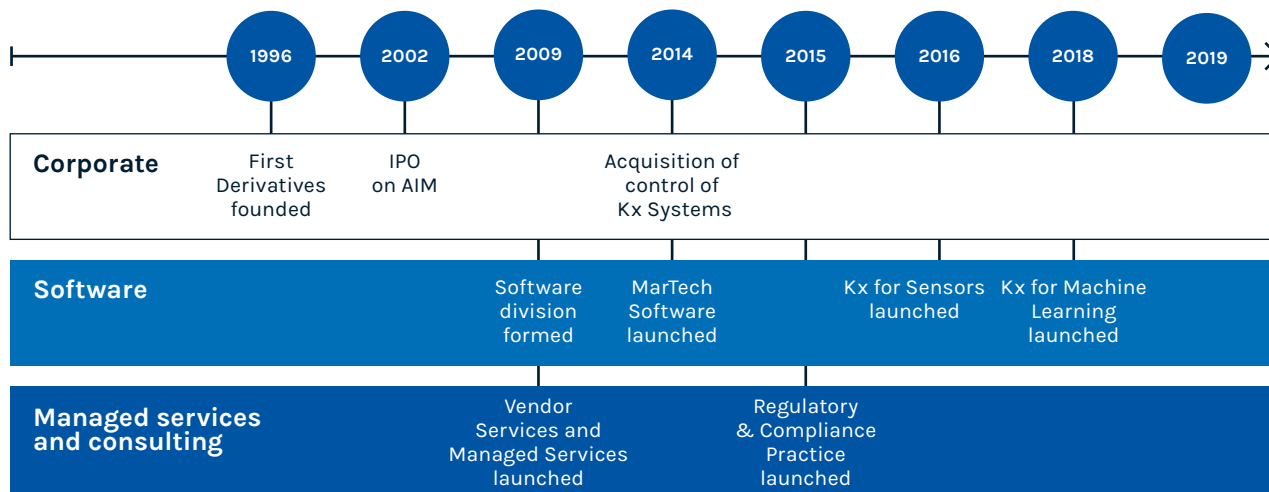 1996
2002
2009
2014
2015
2016
2018
2019
Corporate
First
Derivatives
founded
IPO
on AIM
Acquisition of
control of
Kx Systems
Software
Software
division
formed
MarTech
Software
launched
Kx for Sensors
launched
Kx for Machine
Learning
launched
Managed services
and consulting
Vendor
Services and
Managed Services
launched
Regulatory
& Compliance
Practice
launched